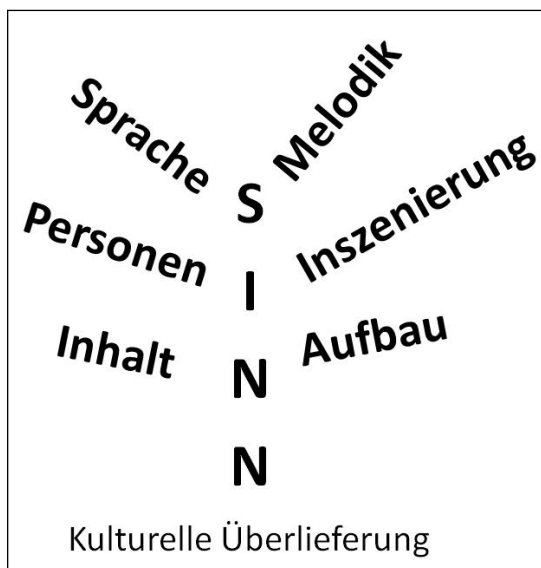 Sprache
Melodik
Personen
Inszenierung
Inhalt
Aufbau
S
I
N
N
Kulturelle Überlieferung